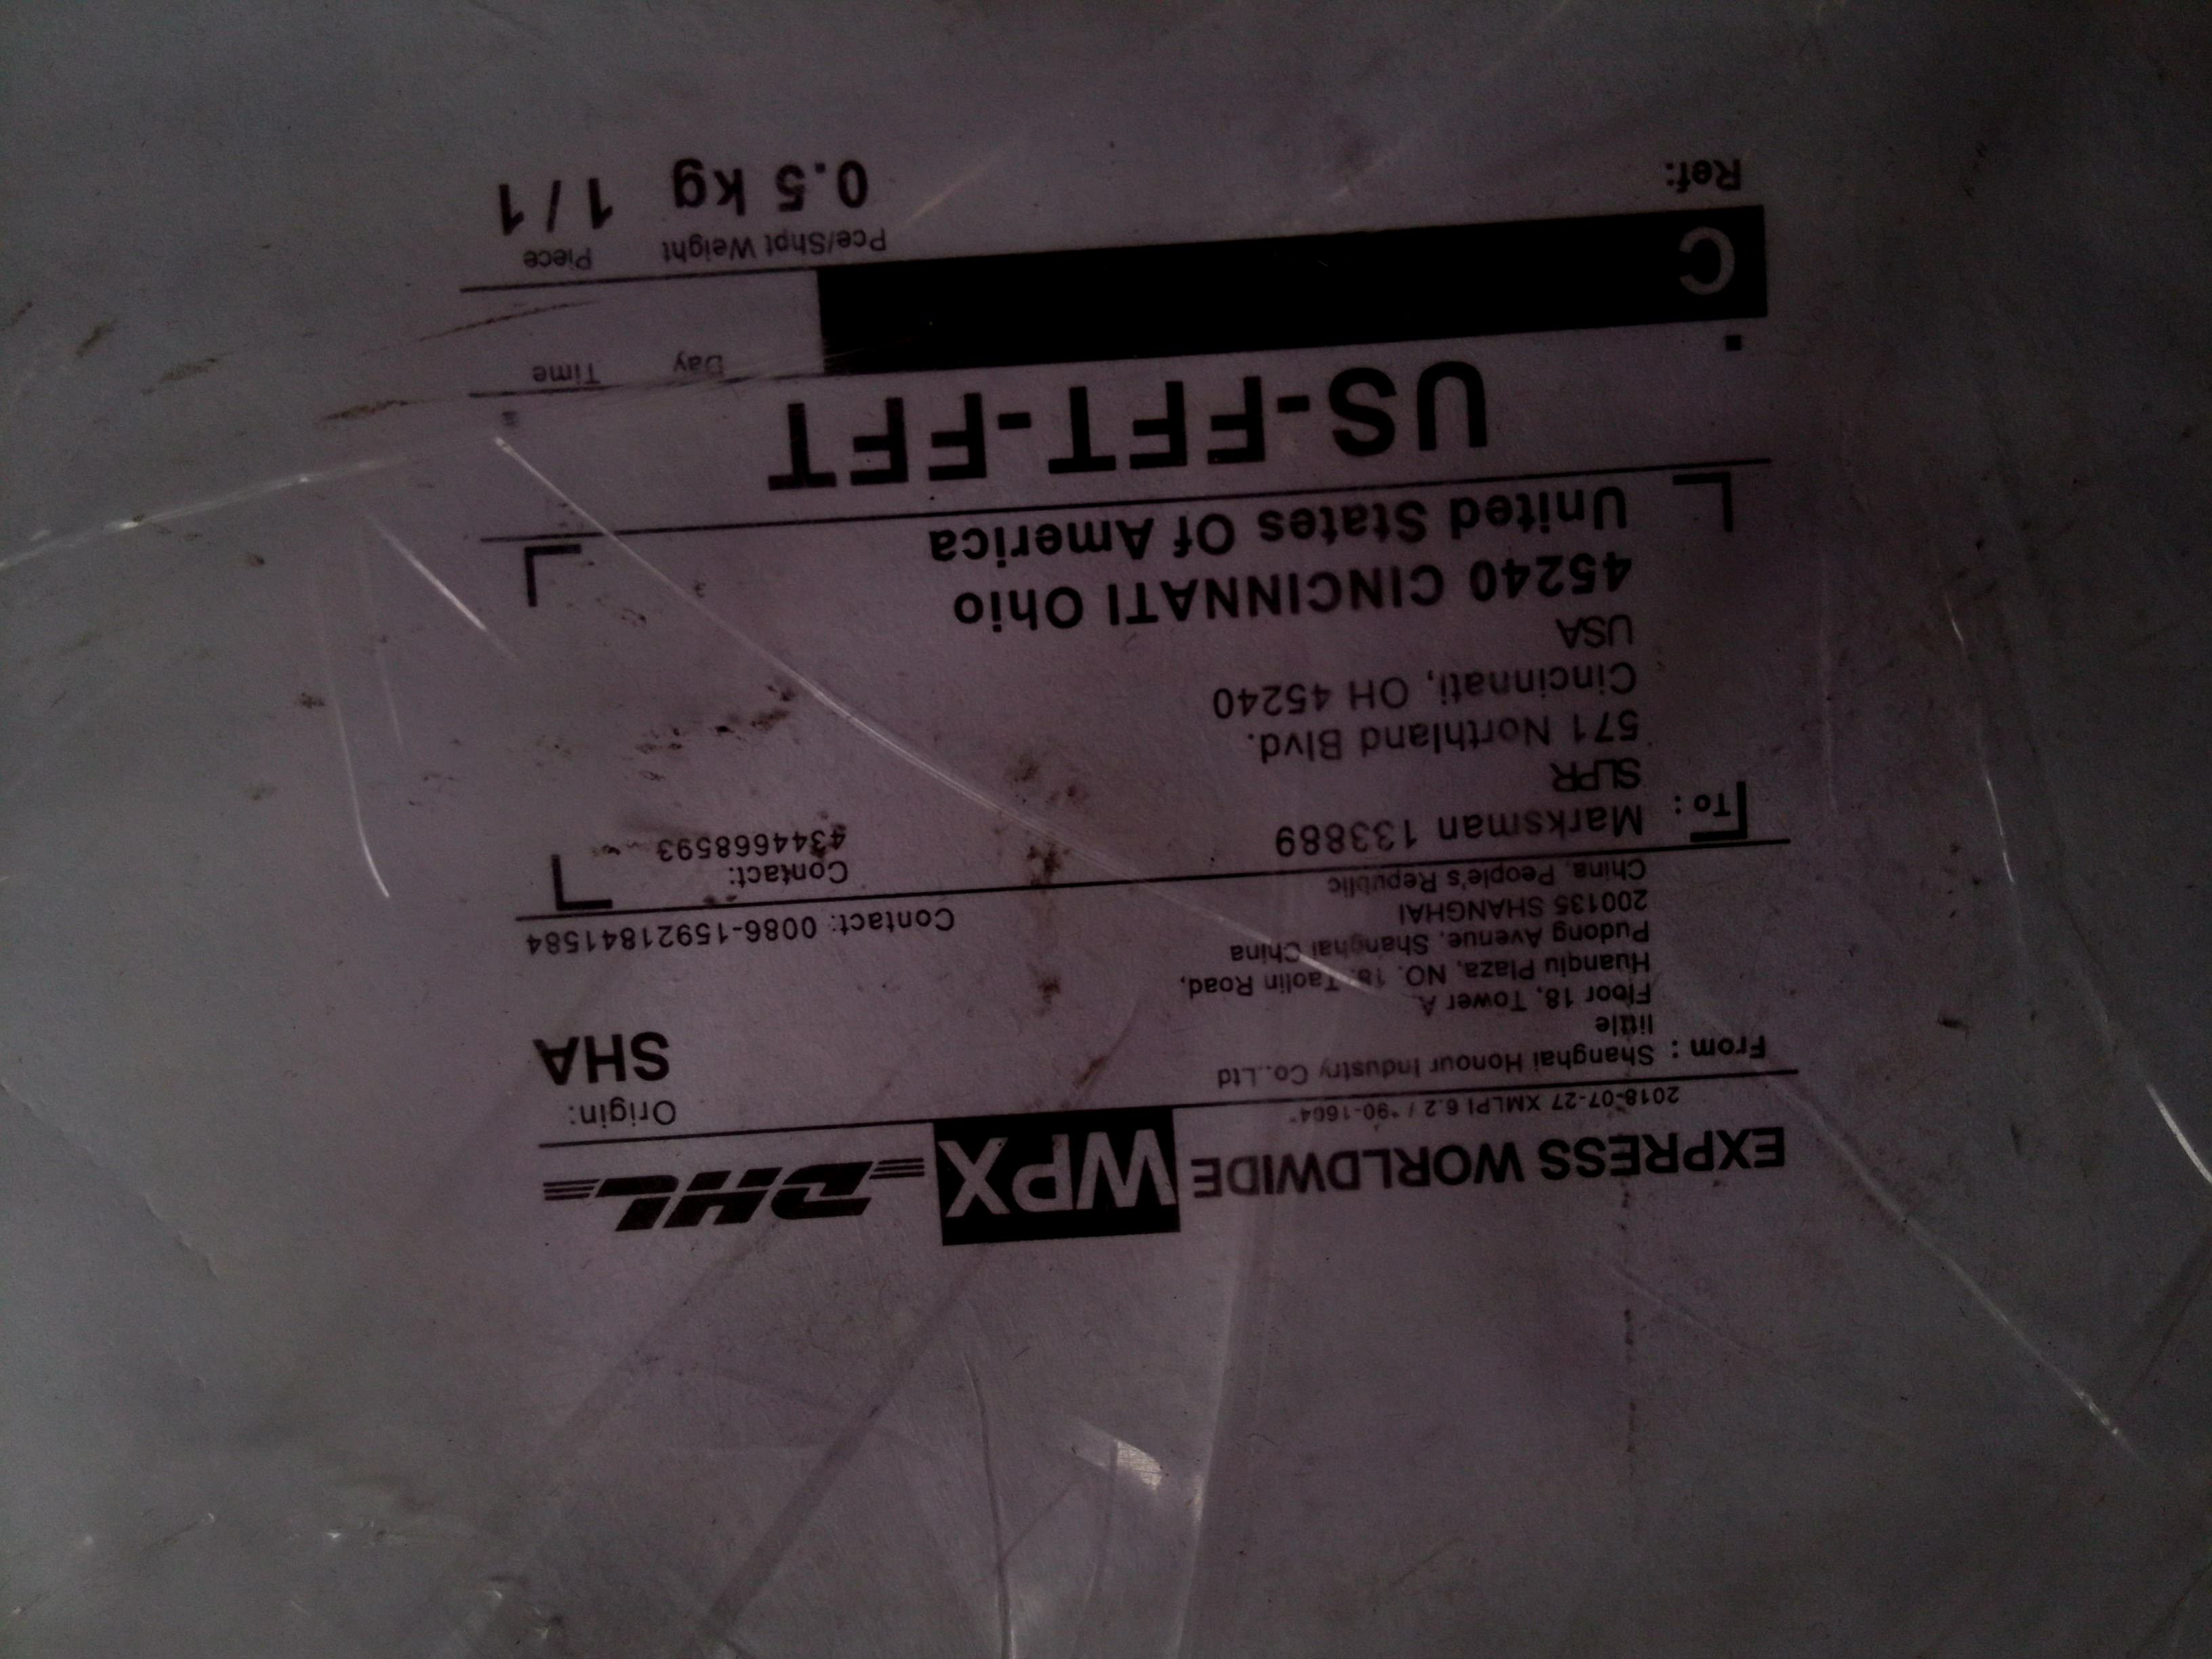 EXPRESS WORLDWIDE WPX DHL
2018-07-27 XMLPI 6.2 / *90-1604*
Origin:
SHA
From : Shanghai Honour Industry Co.,Ltd
little
Floor 18, Tower A
Huanqiu Plaza, NO. 18, Taolin Road,
Pudong Avenue, Shanghai China
200135 SHANGHAI
China, People's Republic
Contact: 0086-15921841584
To : Marksman 133889
SLPR
571 Northland Blvd.
Cincinnati, OH 45240
USA
45240 CINCINNATI Ohio
United States Of America
Contact:
4344668593
US-FFT-FFT
C
Day Time
Ref:
Pce/Shpt Weight Piece
0.5 kg 1 / 1